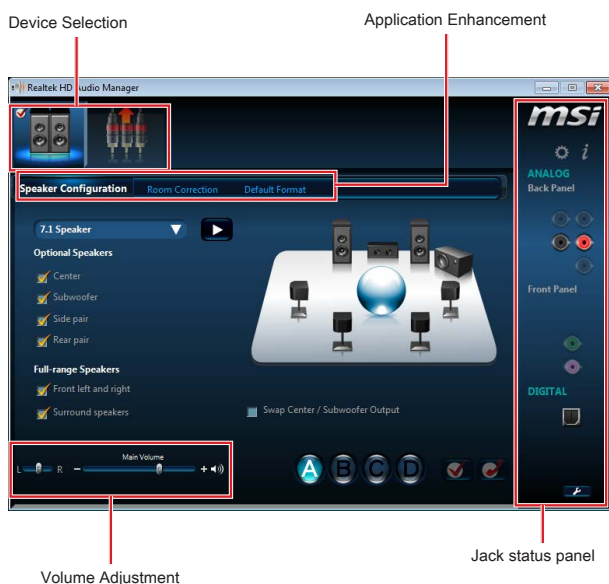 Device Selection
Application Enhancement
Realtek HD Audio Manager
msi
i
Speaker Configuration Room Correction Default Format
ANALOG
Back Panel
7.1 Speaker
Optional Speakers
Center
Subwoofer
Side pair
Rear pair
Front Panel
Full-range Speakers
Front left and right
Surround speakers
Swap Center / Subwoofer Output
DIGITAL
Main Volume
L R - +
A B C D
Jack status panel
Volume Adjustment